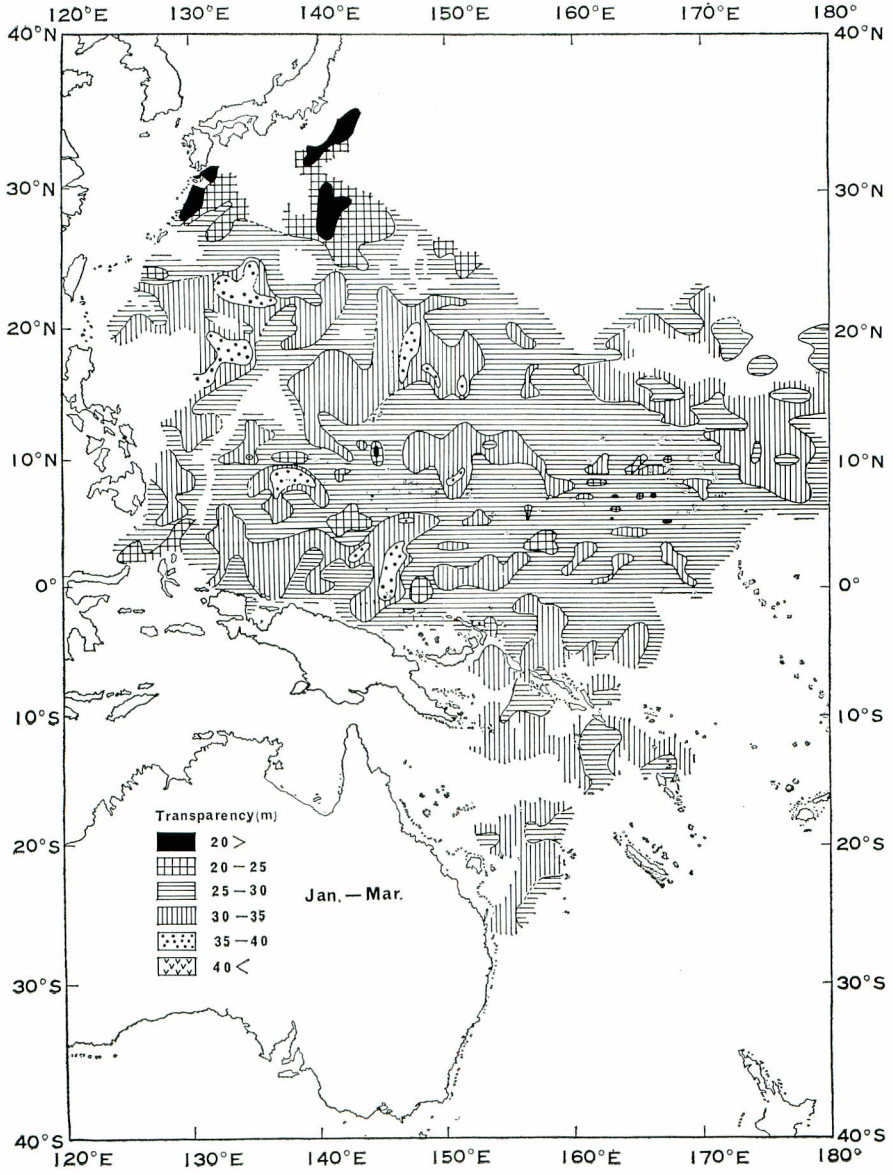 120°E 130°E 140°E 150°E 160°E 170°E 180°
40°N 40°N
30°N 30°N
20°N 20°N
10°N 10°N
0° 0°
10°S 10°S
Transparency(m)
20>
20-25
25-30
30-35
35-40
40<
Jan.—Mar.
20°S 20°S
30°S 30°S
40°S 40°S
120°E 130°E 140°E 150°E 160°E 170°E 180°